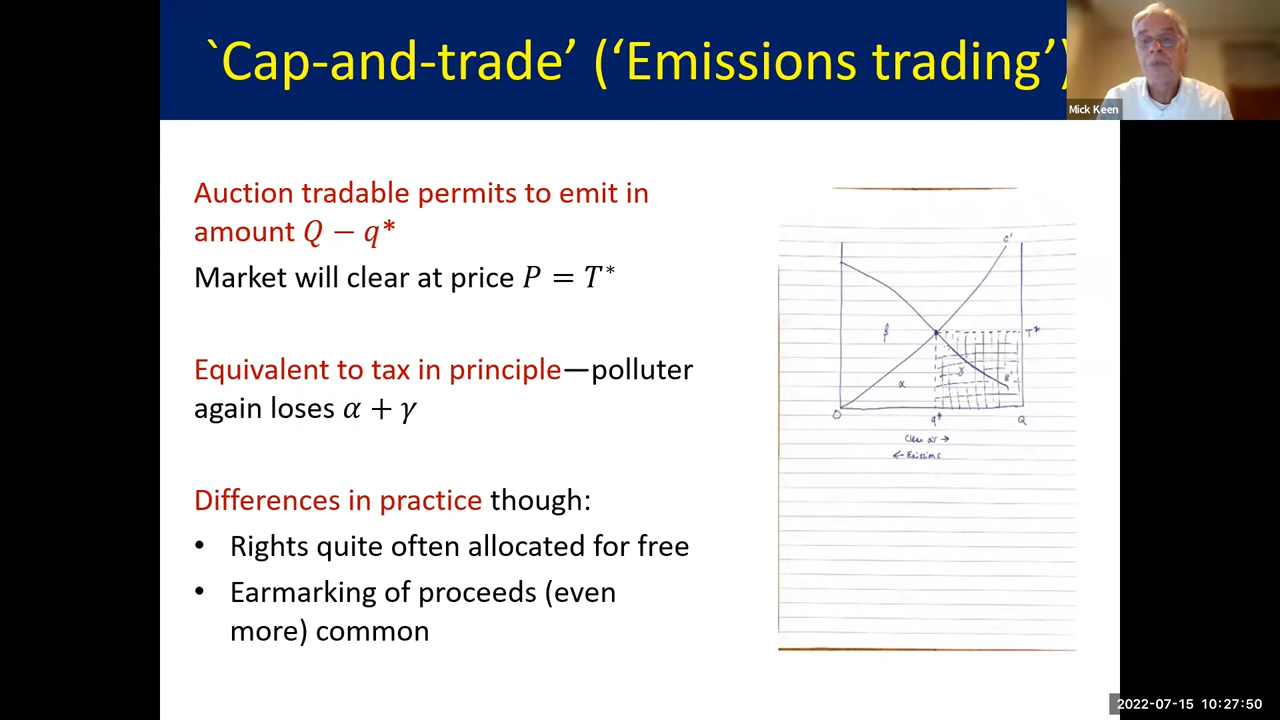 `Cap-and-trade’ (‘Emissions trading’)
Mick Keen
Auction tradable permits to emit in
amount Q − q*
Market will clear at price P = T*
Equivalent to tax in principle—polluter
again loses α + γ
Differences in practice though:
• Rights quite often allocated for free
• Earmarking of proceeds (even
more) common
C'
β
T*
γ
α
B'
O
q*
Q
Clean air →
← Emissions
2022-07-15 10:27:50